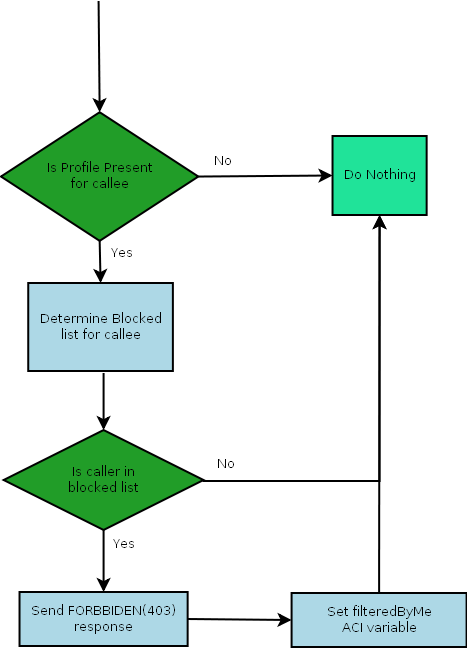 Is Profile Present
for callee
No
Do Nothing
Yes
Determine Blocked
list for callee
Is caller in
blocked list
No
Yes
Send FORBBIDEN(403)
response
Set filteredByMe
ACI variable